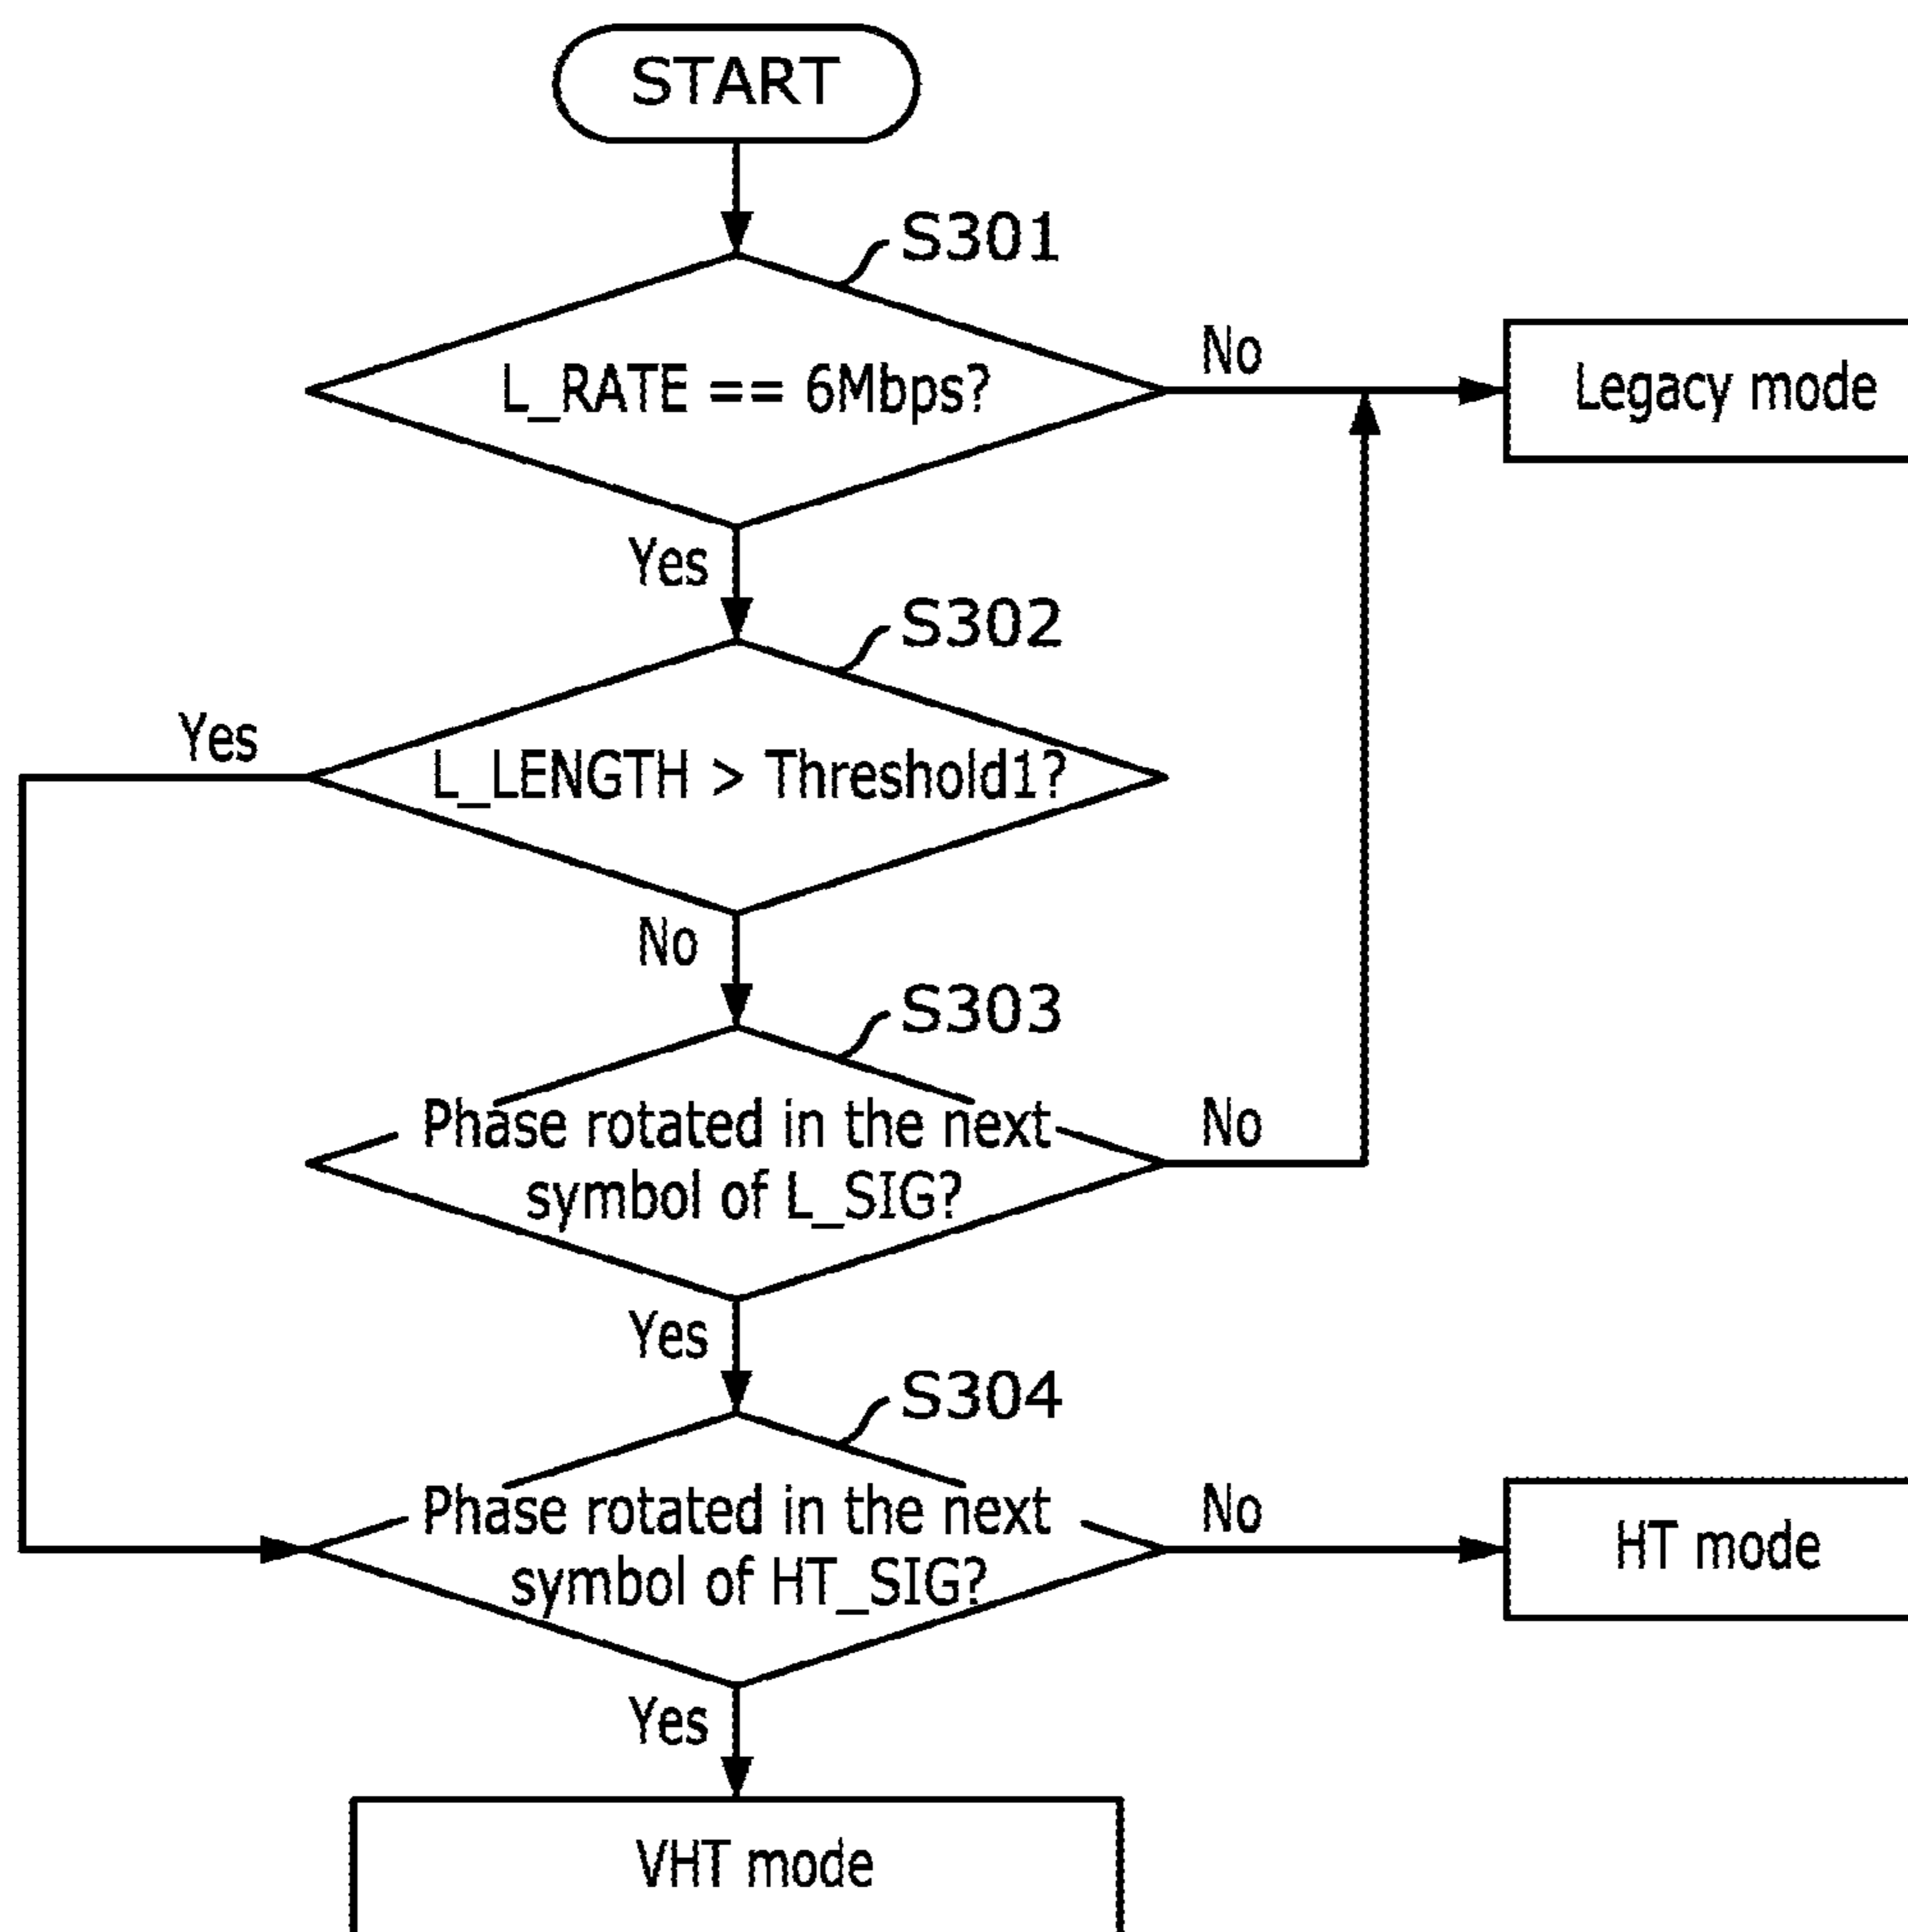 START
S301
L_RATE == 6Mbps?
No
Legacy mode
Yes
S302
Yes
L_LENGTH > Threshold1?
No
S303
Phase rotated in the next
symbol of L_SIG?
No
Yes
S304
Phase rotated in the next
symbol of HT_SIG?
No
HT mode
Yes
VHT mode